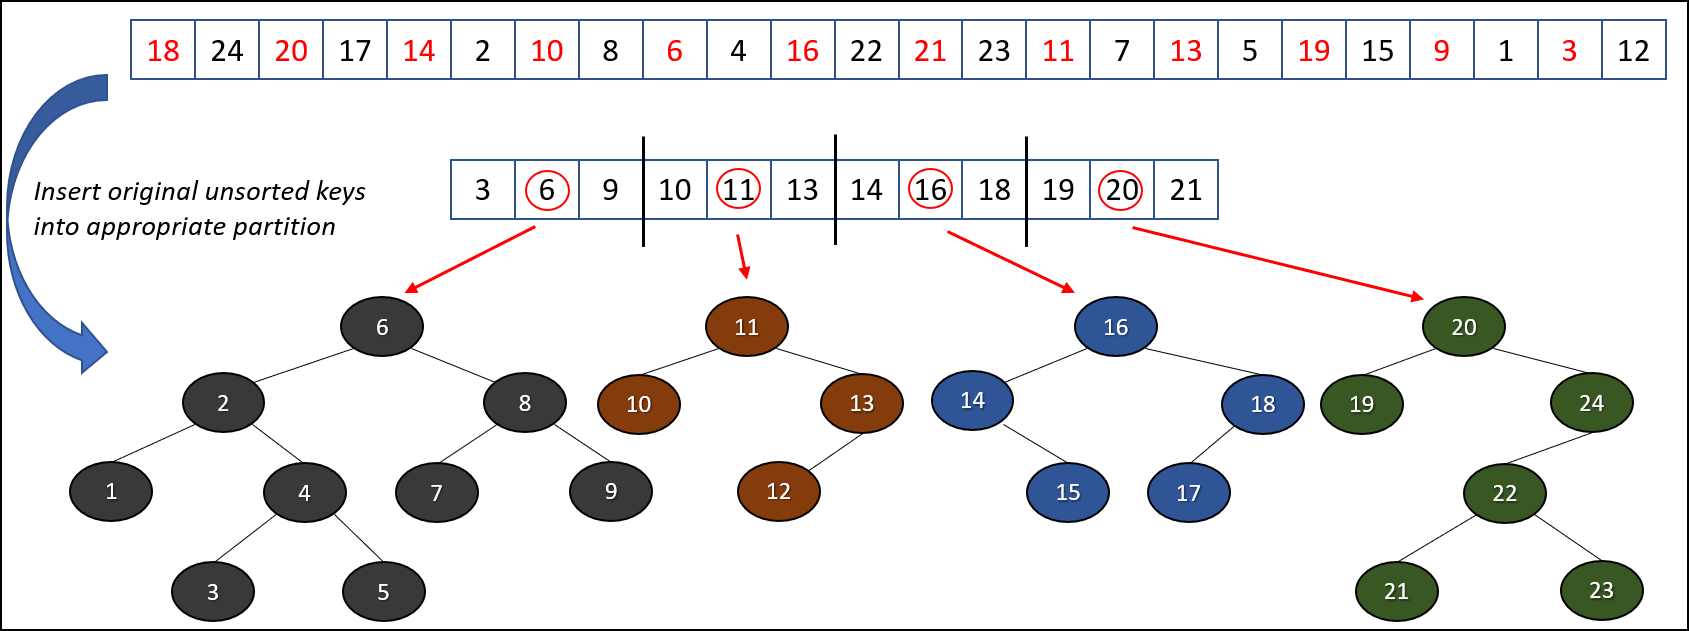 18 24 20 17 14 2 10 8 6 4 16 22 21 23 11 7 13 5 19 15 9 1 3 12
3 6 9 10 11 13 14 16 18 19 20 21
Insert original unsorted keys
into appropriate partition
6 11 16 20
2 8 10 13 14 18 19 24
1 4 7 9 12 15 17 22
3 5 21 23